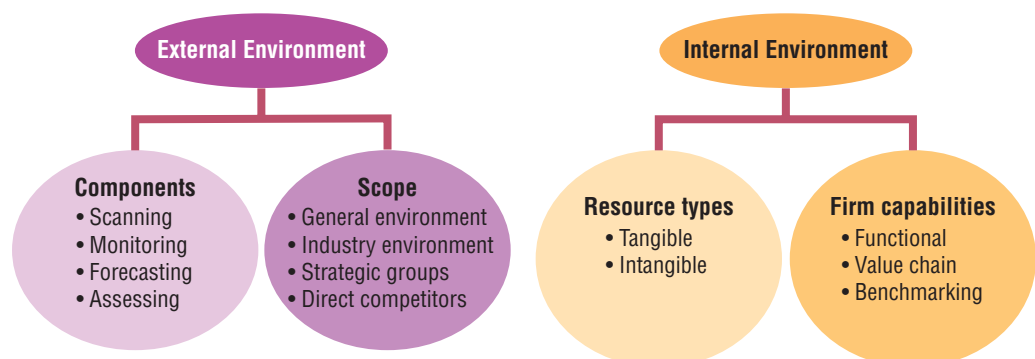 External Environment
Components
• Scanning
• Monitoring
• Forecasting
• Assessing
Scope
• General environment
• Industry environment
• Strategic groups
• Direct competitors
Internal Environment
Resource types
• Tangible
• Intangible
Firm capabilities
• Functional
• Value chain
• Benchmarking